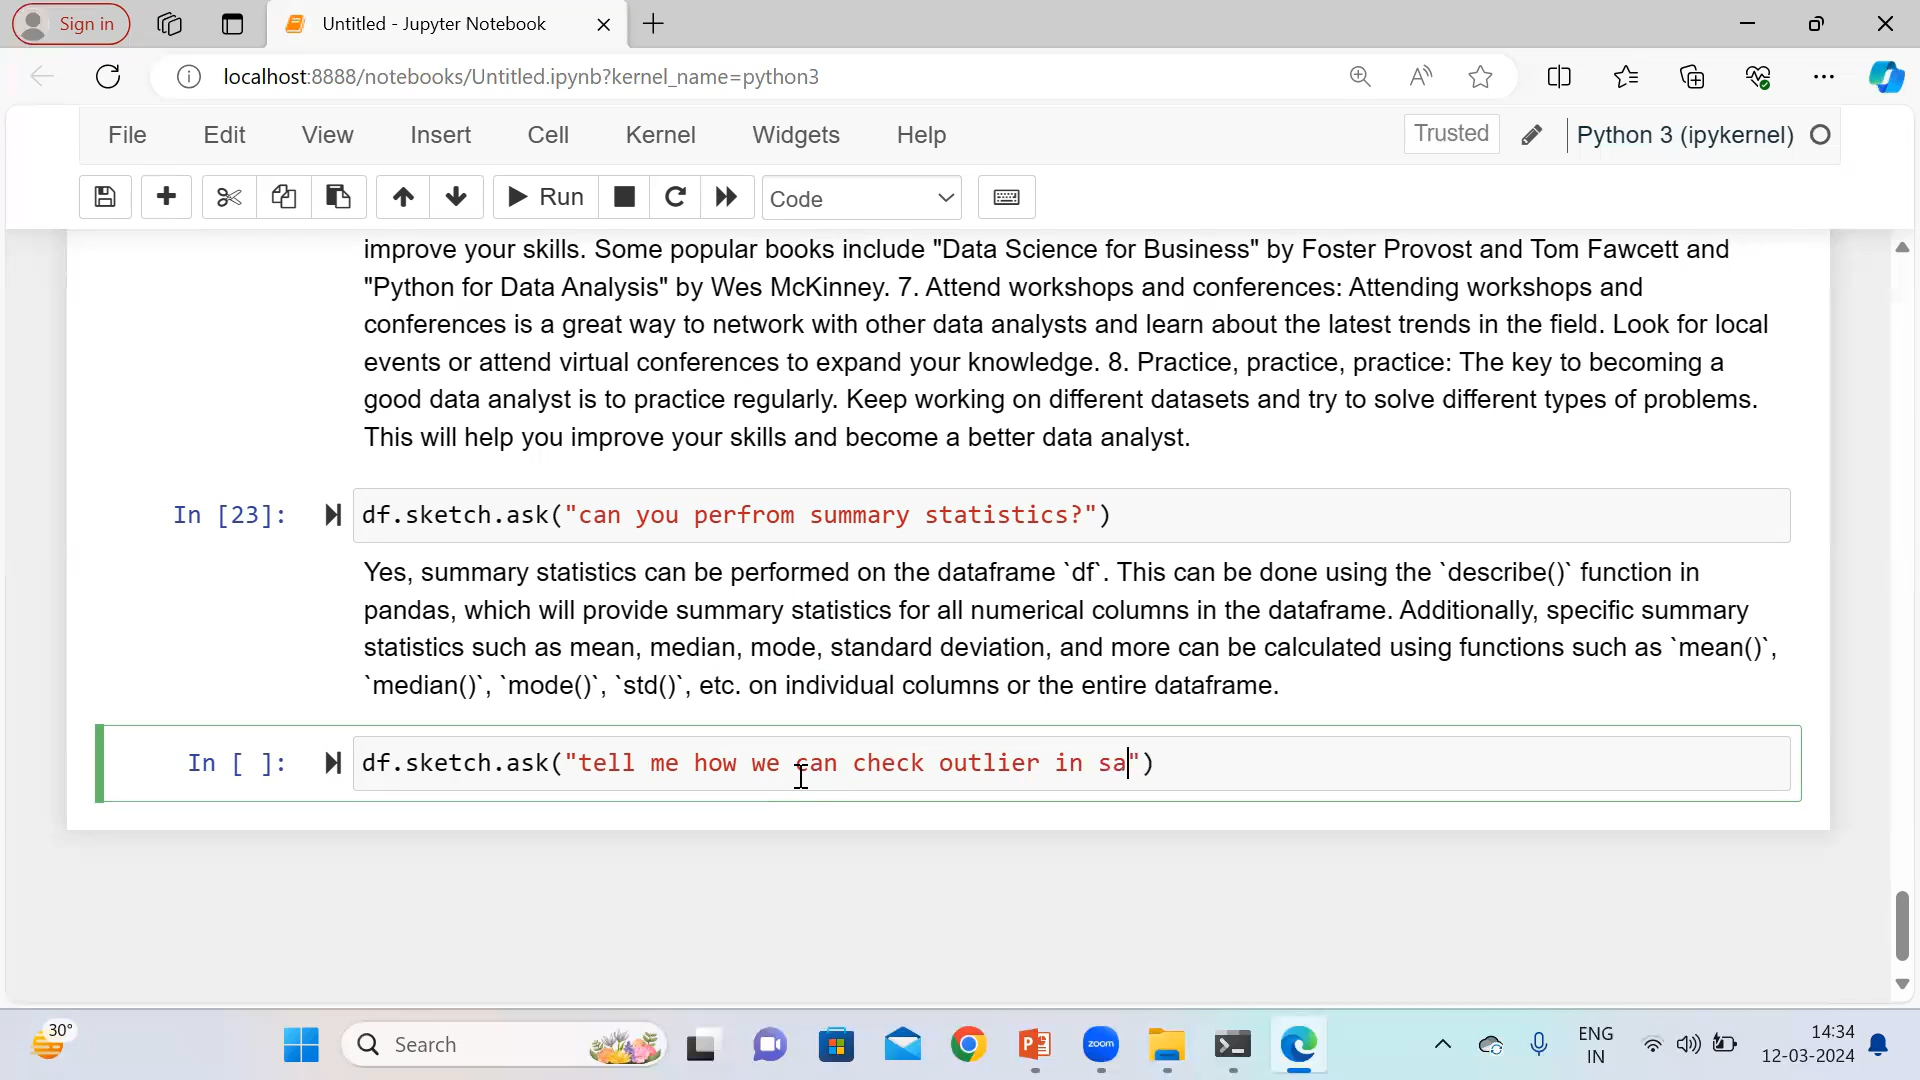 Sign in
Untitled - Jupyter Notebook
localhost:8888/notebooks/Untitled.ipynb?kernel_name=python3
File Edit View Insert Cell Kernel Widgets Help Trusted Python 3 (ipykernel)
Run Code
improve your skills. Some popular books include "Data Science for Business" by Foster Provost and Tom Fawcett and
"Python for Data Analysis" by Wes McKinney. 7. Attend workshops and conferences: Attending workshops and
conferences is a great way to network with other data analysts and learn about the latest trends in the field. Look for local
events or attend virtual conferences to expand your knowledge. 8. Practice, practice, practice: The key to becoming a
good data analyst is to practice regularly. Keep working on different datasets and try to solve different types of problems.
This will help you improve your skills and become a better data analyst.
In [23]: df.sketch.ask("can you perfrom summary statistics?")
Yes, summary statistics can be performed on the dataframe `df`. This can be done using the `describe()` function in
pandas, which will provide summary statistics for all numerical columns in the dataframe. Additionally, specific summary
statistics such as mean, median, mode, standard deviation, and more can be calculated using functions such as `mean()`,
`median()`, `mode()`, `std()`, etc. on individual columns or the entire dataframe.
In [ ]: df.sketch.ask("tell me how we can check outlier in sa")
30°
Search
zoom
ENG
IN
14:34
12-03-2024